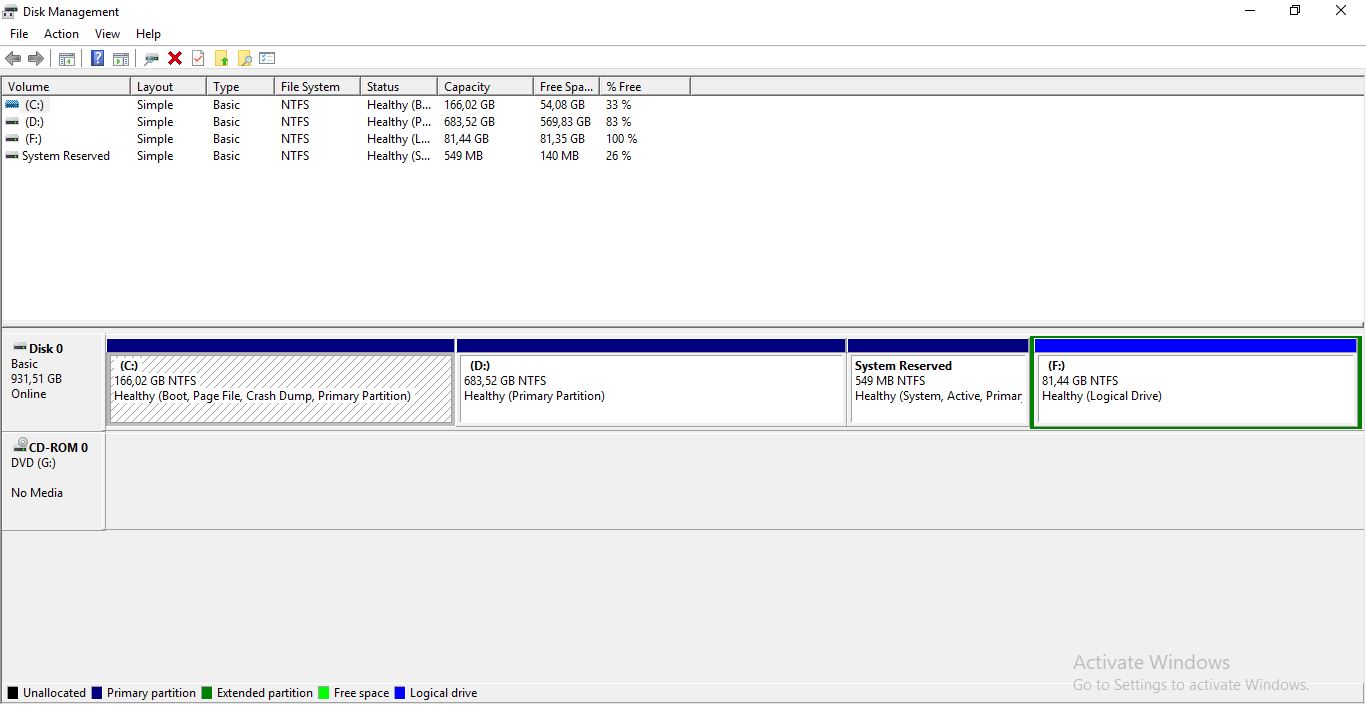 Disk Management
File Action View Help
Volume Layout Type File System Status Capacity Free Spa... % Free
(C:) Simple Basic NTFS Healthy (B... 166,02 GB 54,08 GB 33 %
(D:) Simple Basic NTFS Healthy (P... 683,52 GB 569,83 GB 83 %
(F:) Simple Basic NTFS Healthy (L... 81,44 GB 81,35 GB 100 %
System Reserved Simple Basic NTFS Healthy (S... 549 MB 140 MB 26 %
Disk 0
Basic
931,51 GB
Online
(C:)
166,02 GB NTFS
Healthy (Boot, Page File, Crash Dump, Primary Partition)
(D:)
683,52 GB NTFS
Healthy (Primary Partition)
System Reserved
549 MB NTFS
Healthy (System, Active, Primar
(F:)
81,44 GB NTFS
Healthy (Logical Drive)
CD-ROM 0
DVD (G:)
No Media
Activate Windows
Go to Settings to activate Windows.
Unallocated Primary partition Extended partition Free space Logical drive